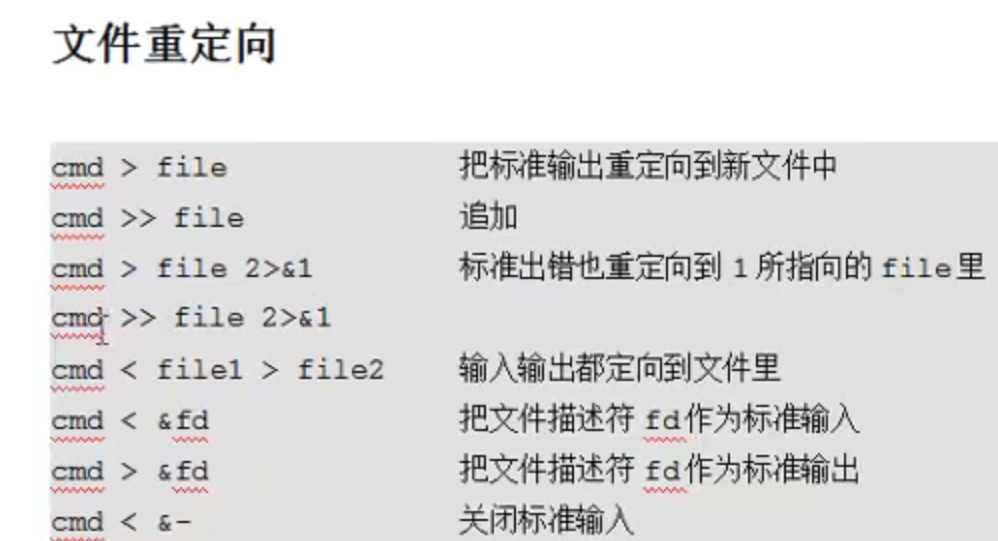 文件重定向
cmd > file 把标准输出重定向到新文件中
cmd >> file 追加
cmd > file 2>&1 标准出错也重定向到 1 所指向的 file 里
cmd >> file 2>&1
cmd < file1 > file2 输入输出都定向到文件里
cmd < &fd 把文件描述符 fd 作为标准输入
cmd > &fd 把文件描述符 fd 作为标准输出
cmd < &- 关闭标准输入